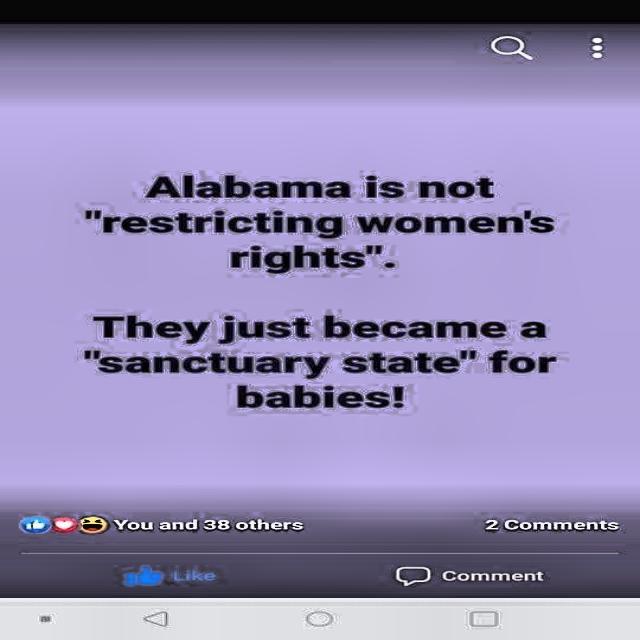 Alabama is not
"restricting women's
rights".
They just became a
"sanctuary state" for
babies!
You and 38 others
2 Comments
Like
Comment